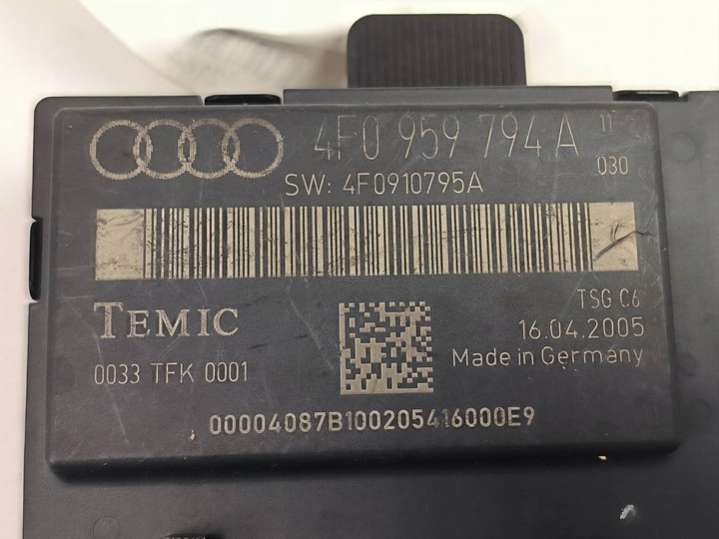 4F0 959 794 A 11
030
SW: 4F0910795A
TEMIC
TSG C6
16.04.2005
Made in Germany
0033 TFK 0001
00004087B100205416000E9